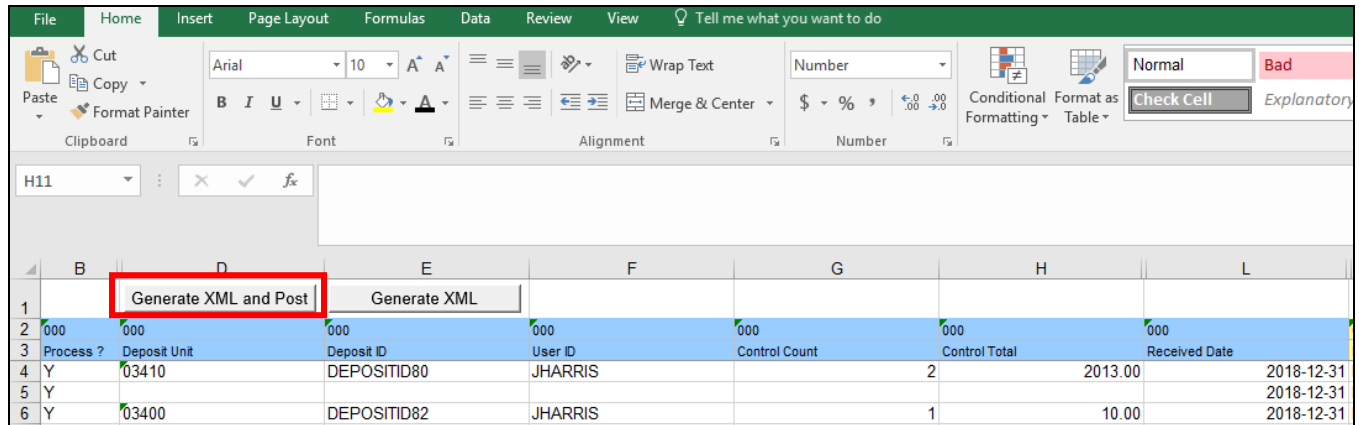 File Home Insert Page Layout Formulas Data Review View Tell me what you want to do
Cut
Copy
Format Painter
Paste
Clipboard
Arial 10 A A
B I U A
Font
Wrap Text
Merge & Center
Alignment
Number
$ % , .0 .00 .00 .0
Number
Conditional Formatting
Format as Table
Normal Bad
Check Cell Explanatory
H11 fx
B D E F G H L
1 Generate XML and Post Generate XML
2 000 000 000 000 000 000 000
3 Process ? Deposit Unit Deposit ID User ID Control Count Control Total Received Date
4 Y 03410 DEPOSITID80 JHARRIS 2 2013.00 2018-12-31
5 Y 2018-12-31
6 Y 03400 DEPOSITID82 JHARRIS 1 10.00 2018-12-31